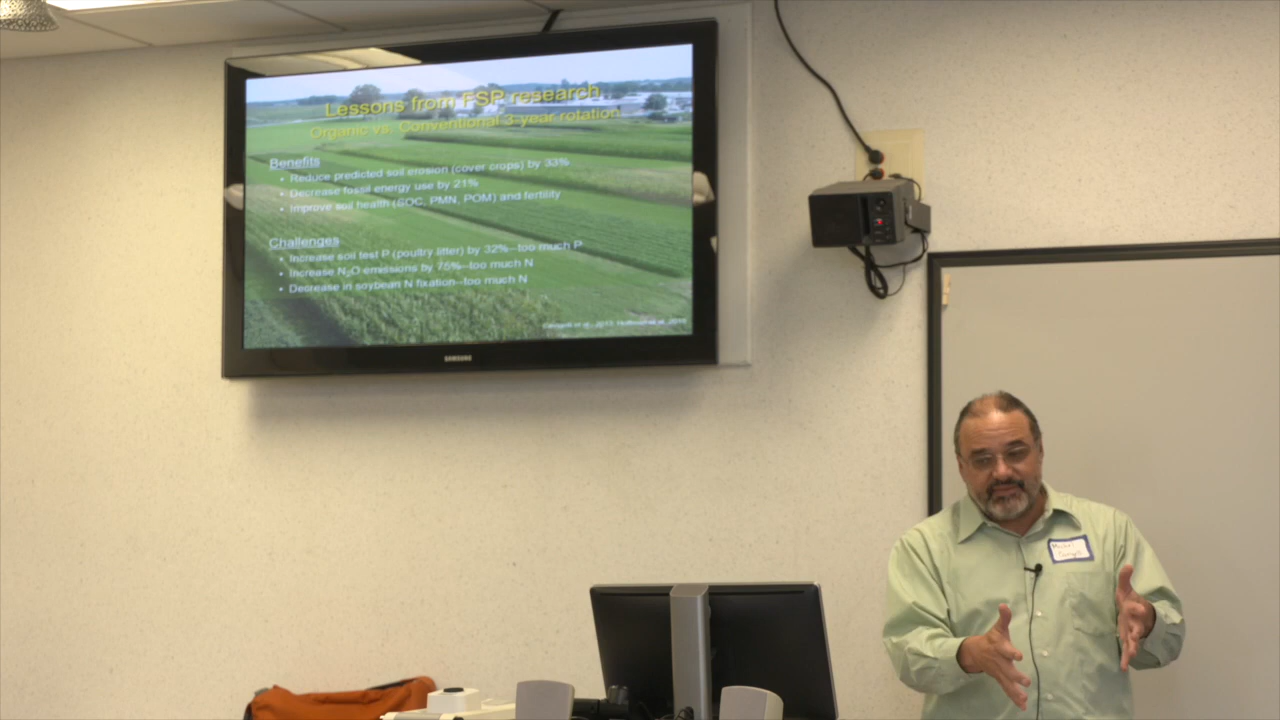 Lessons from FSP research
Organic vs. Conventional 3-year rotation
Benefits
• Reduce predicted soil erosion (cover crops) by 33%
• Decrease fossil energy use by 21%
• Improve soil health (SOC, PMN, POM) and fertility
Challenges
• Increase soil test P (poultry litter) by 32%--too much P
• Increase N2O emissions by 75%--too much N
• Decrease in soybean N fixation--too much N
SAMSUNG